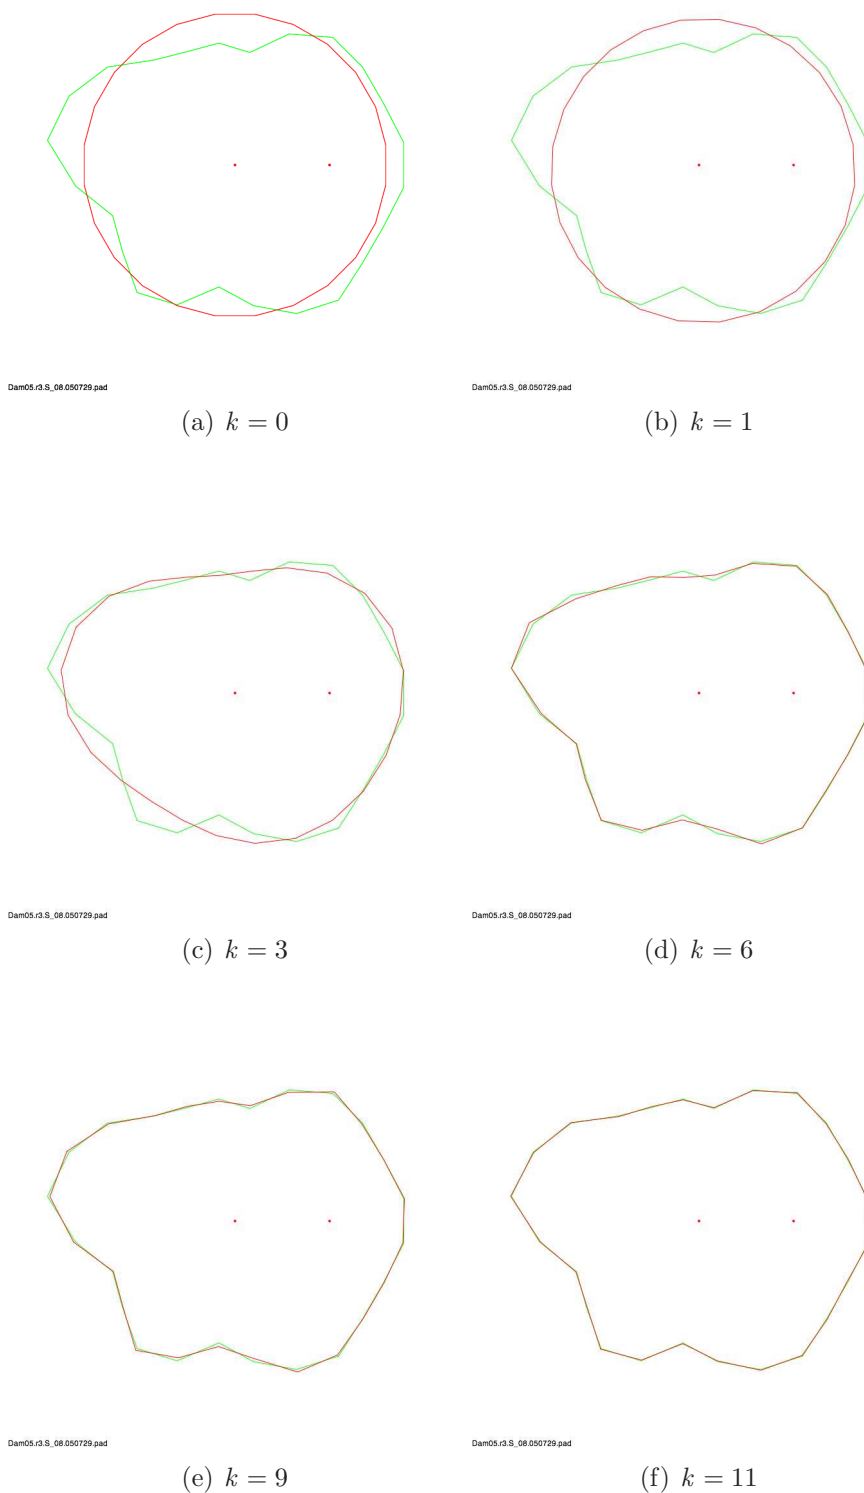 Dam05.r3.S_08.050729.pad
Dam05.r3.S_08.050729.pad
(a) k = 0
(b) k = 1
Dam05.r3.S_08.050729.pad
Dam05.r3.S_08.050729.pad
(c) k = 3
(d) k = 6
Dam05.r3.S_08.050729.pad
Dam05.r3.S_08.050729.pad
(e) k = 9
(f) k = 11